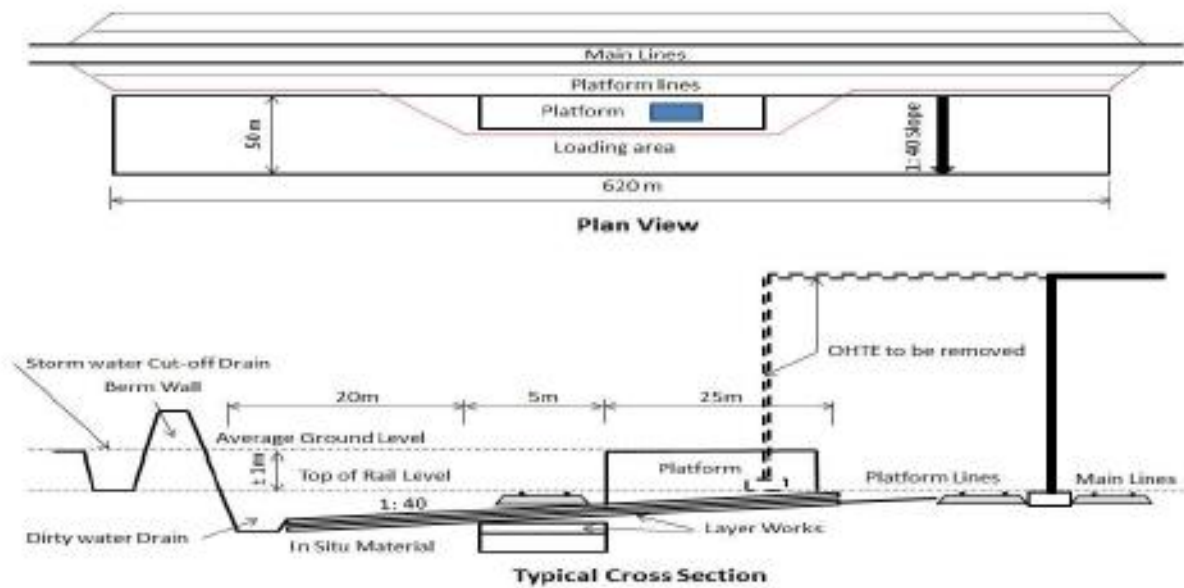 Main Lines
Platform lines
Platform
50m
1:40 Slope
Loading area
620 m
Plan View
Storm water Cut-off Drain
Berm Wall
OHTE to be removed
20m
5m
25m
Average Ground Level
± 1m
Top of Rail Level
Platform
Platform Lines
Main Lines
1: 40
Dirty water Drain
In Situ Material
Layer Works
Typical Cross Section